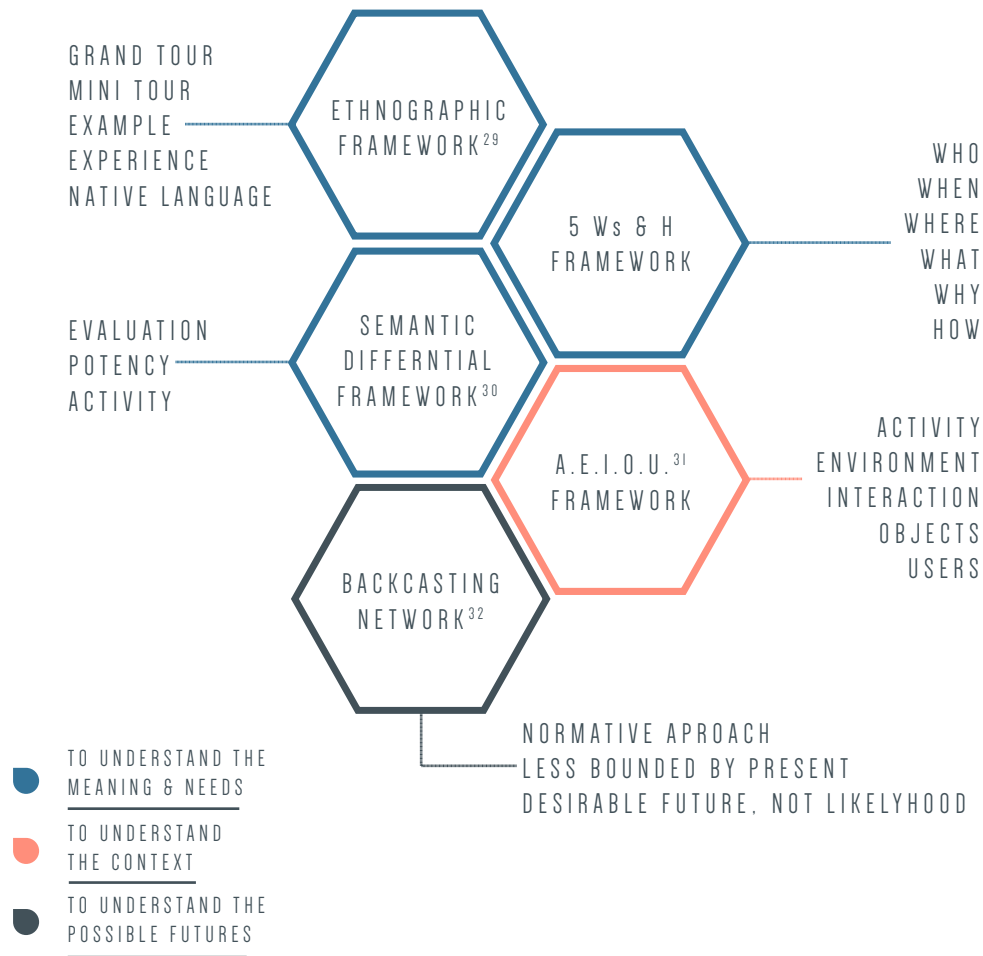 GRAND TOUR
MINI TOUR
EXAMPLE
EXPERIENCE
NATIVE LANGUAGE
ETHNOGRAPHIC
FRAMEWORK29
5 Ws & H
FRAMEWORK
WHO
WHEN
WHERE
WHAT
WHY
HOW
EVALUATION
POTENCY
ACTIVITY
SEMANTIC
DIFFERNTIAL
FRAMEWORK30
A.E.I.O.U.31
FRAMEWORK
ACTIVITY
ENVIRONMENT
INTERACTION
OBJECTS
USERS
BACKCASTING
NETWORK32
NORMATIVE APROACH
LESS BOUNDED BY PRESENT
DESIRABLE FUTURE, NOT LIKELYHOOD
TO UNDERSTAND THE
MEANING & NEEDS
TO UNDERSTAND
THE CONTEXT
TO UNDERSTAND THE
POSSIBLE FUTURES